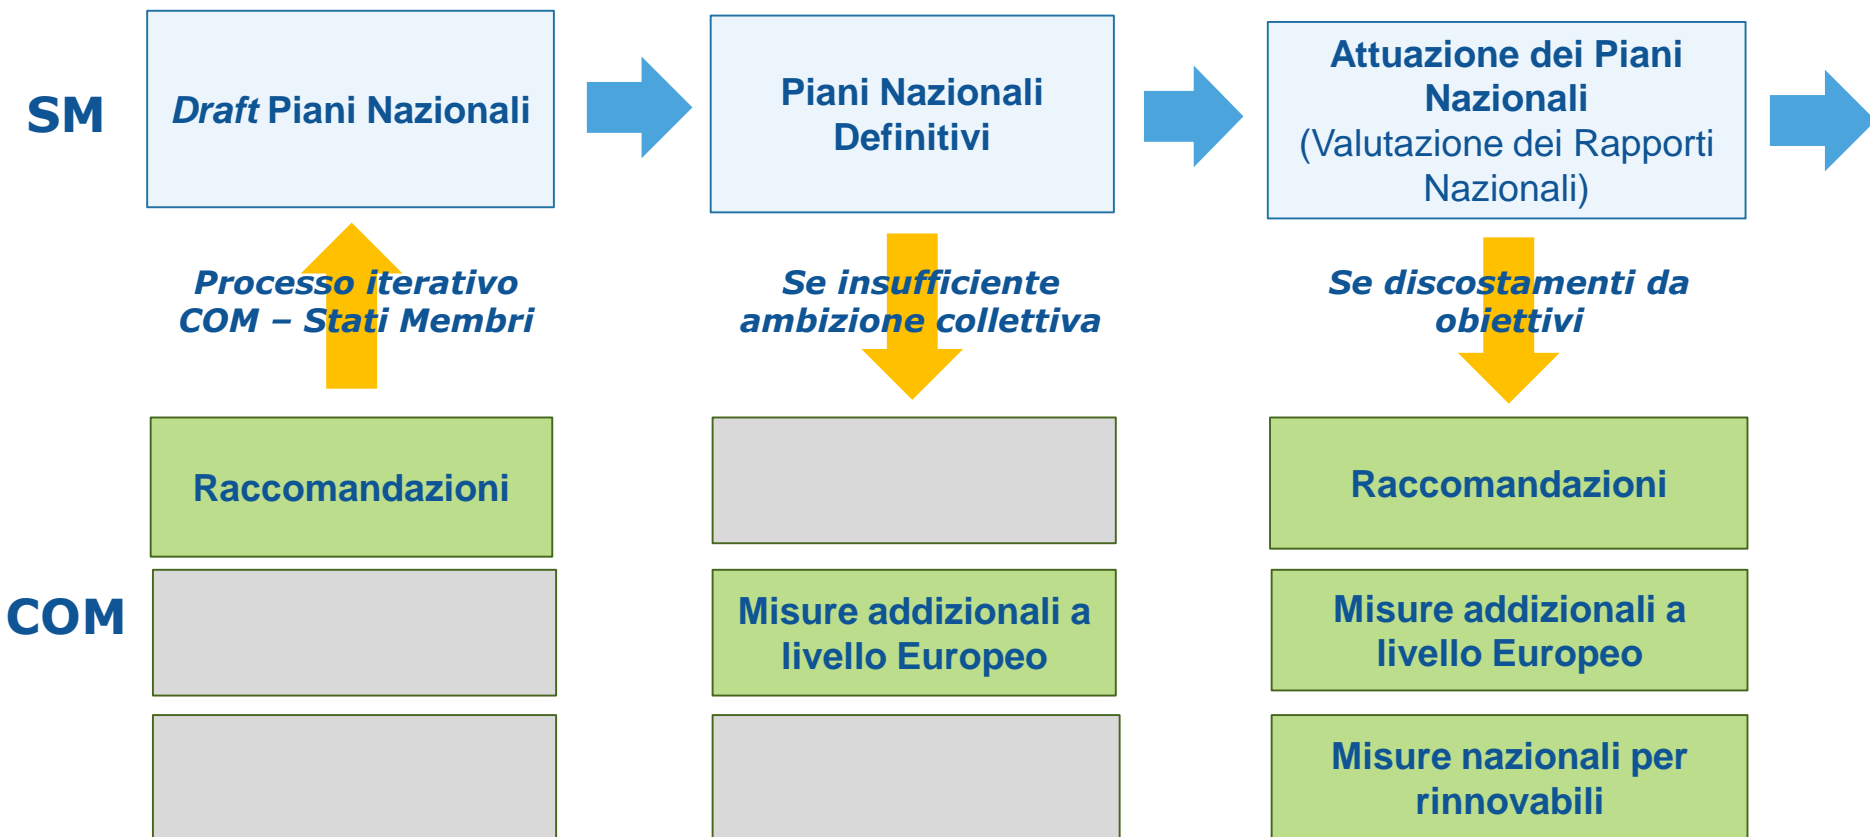 SM
Draft Piani Nazionali
Piani Nazionali
Definitivi
Attuazione dei Piani
Nazionali
(Valutazione dei Rapporti
Nazionali)
Processo iterativo
COM – Stati Membri
Se insufficiente
ambizione collettiva
Se discostamenti da
obiettivi
COM
Raccomandazioni
Raccomandazioni
Misure addizionali a
livello Europeo
Misure addizionali a
livello Europeo
Misure nazionali per
rinnovabili